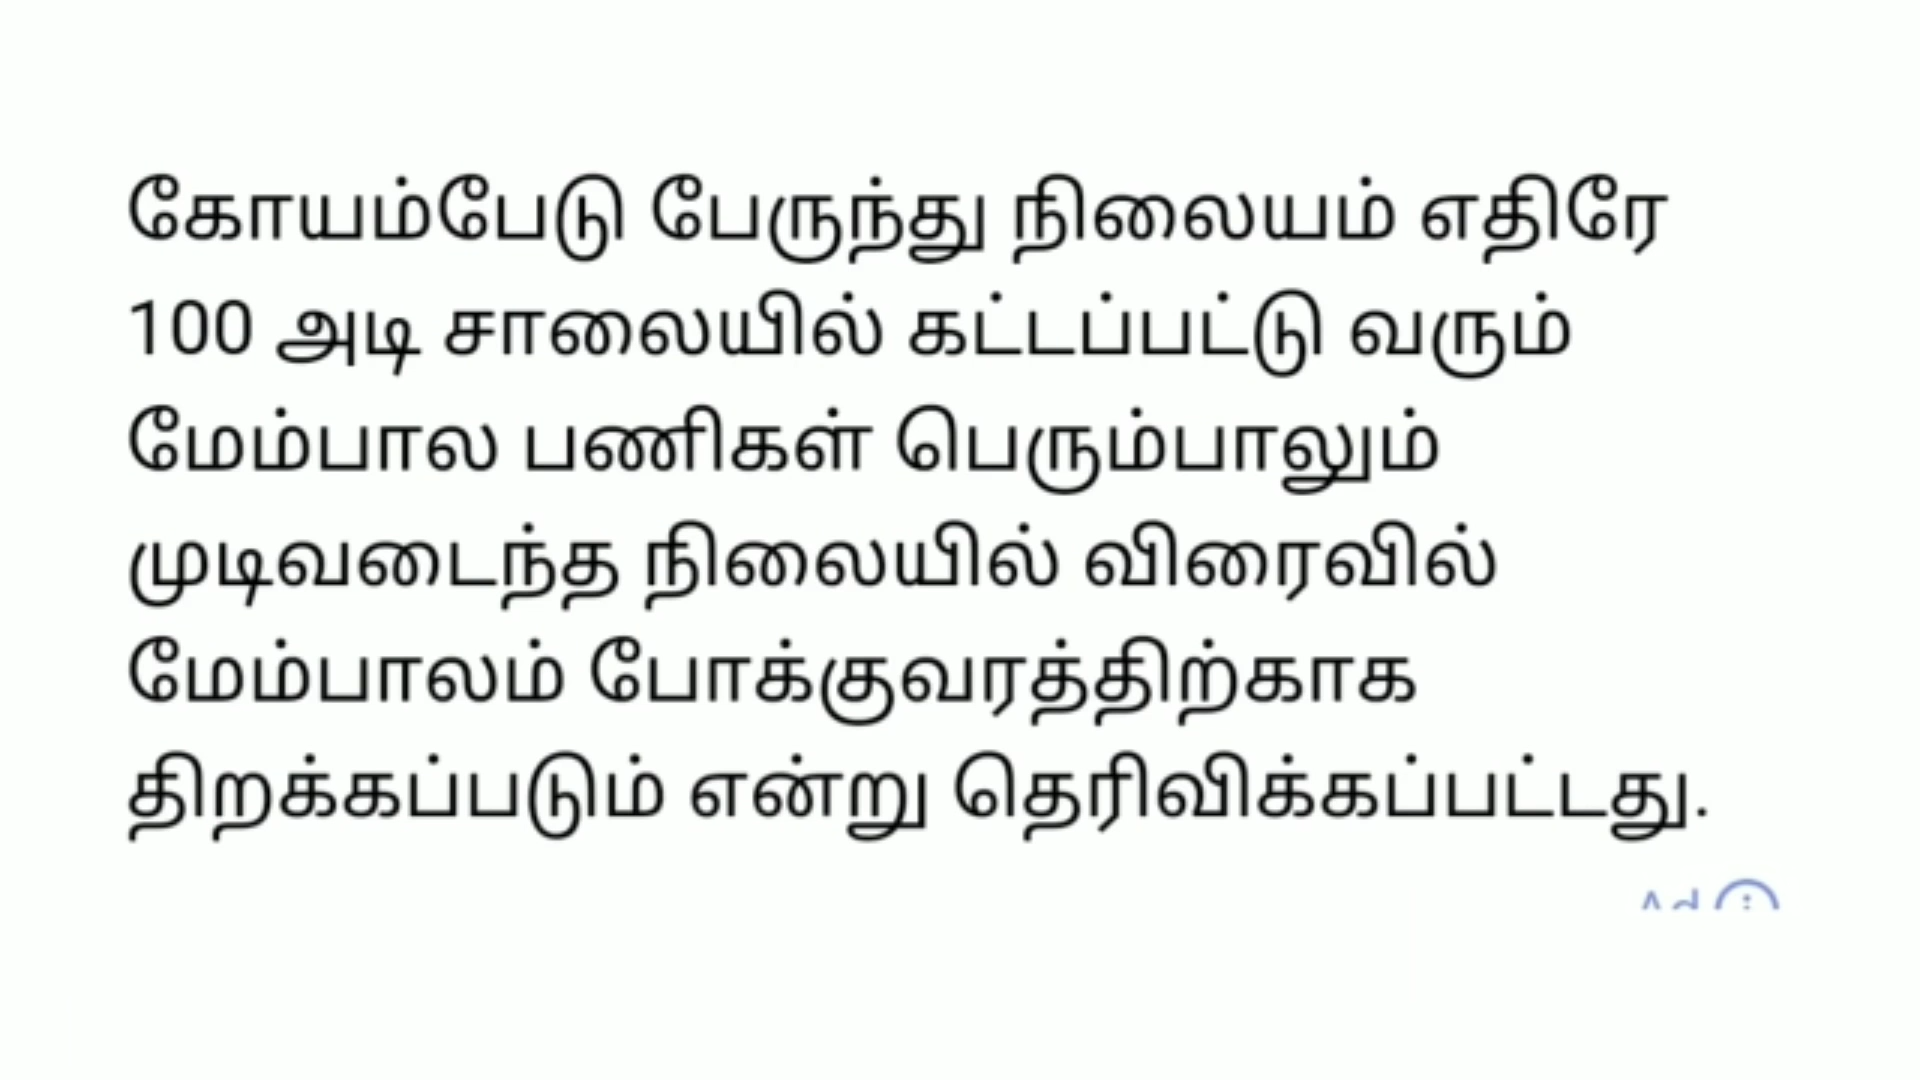 கோயம்பேடு பேருந்து நிலையம் எதிரே
100 அடி சாலையில் கட்டப்பட்டு வரும்
மேம்பால பணிகள் பெரும்பாலும்
முடிவடைந்த நிலையில் விரைவில்
மேம்பாலம் போக்குவரத்திற்காக
திறக்கப்படும் என்று தெரிவிக்கப்பட்டது.
Ad